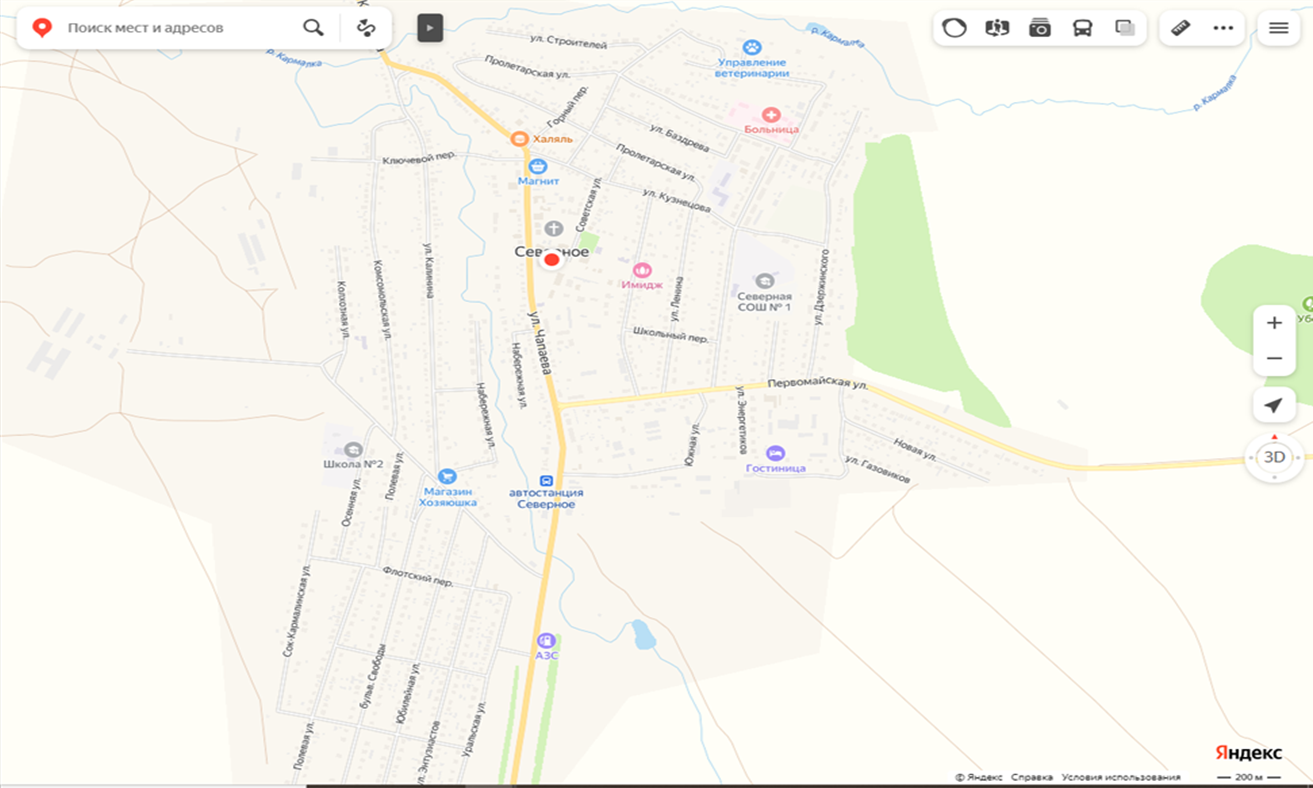 Поиск мест и адресов
р. Кармалка
ул. Строителей
р. Кармалка
Управление
ветеринарии
Пролетарская ул.
р. Кармалка
Горный пер.
Больница
Халяль
ул. Баздрева
Ключевой пер.
Пролетарская ул.
Магнит
ул. Кузнецова
Советская ул.
Северное
ул. Калинина
Комсомольская ул.
Колхозная ул.
Имидж
ул. Ленина
Северная
СОШ № 1
ул. Дзержинского
Школьный пер.
ул. Чапаева
Набережная ул.
Набережная ул.
Первомайская ул.
ул. Энергетиков
Южная ул.
Новая ул.
ул. Газовиков
Гостиница
Школа №2
Полевая ул.
Осенняя ул.
Магазин
Хозяюшка
автостанция
Северное
Флотский пер.
Сок-Кармалинская ул.
АЗС
бульв. Свободы
Юбилейная ул.
Уральская ул.
Полевая ул.
ул. Энтузиастов
3D
Яндекс
© Яндекс Справка Условия использования
200 м